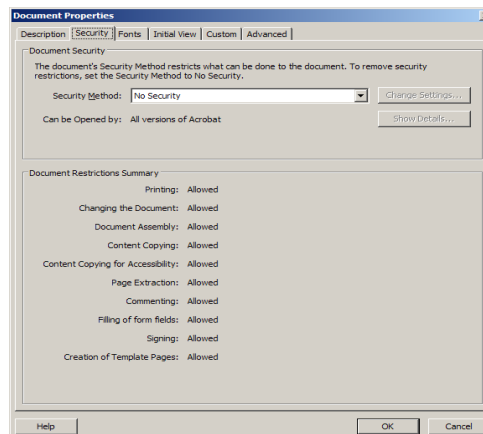 Document Properties
Description Security Fonts Initial View Custom Advanced
Document Security
The document's Security Method restricts what can be done to the document. To remove security
restrictions, set the Security Method to No Security.
Security Method: No Security Change Settings...
Can be Opened by: All versions of Acrobat Show Details...
Document Restrictions Summary
Printing: Allowed
Changing the Document: Allowed
Document Assembly: Allowed
Content Copying: Allowed
Content Copying for Accessibility: Allowed
Page Extraction: Allowed
Commenting: Allowed
Filling of form fields: Allowed
Signing: Allowed
Creation of Template Pages: Allowed
Help OK Cancel